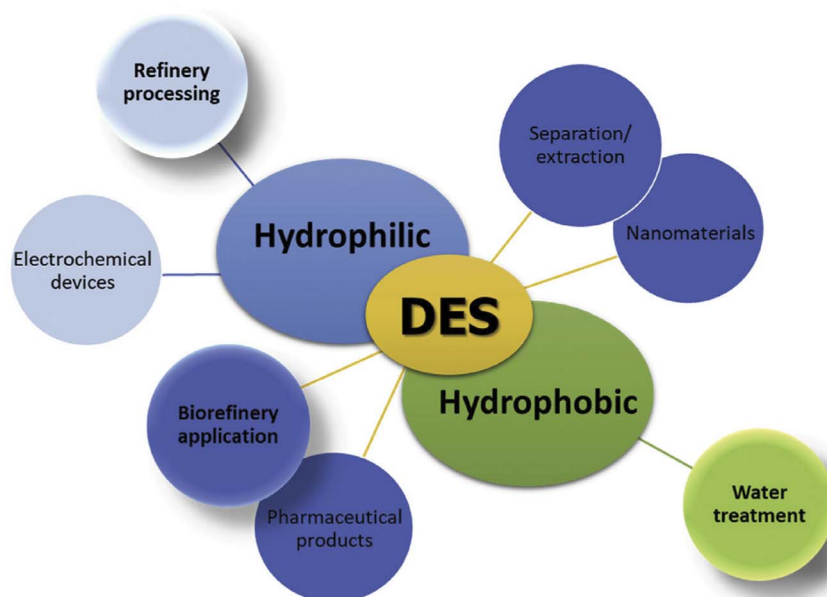 Refinery
processing
Separation/
extraction
Hydrophilic
Nanomaterials
Electrochemical
devices
DES
Biorefinery
application
Hydrophobic
Water
treatment
Pharmaceutical
products